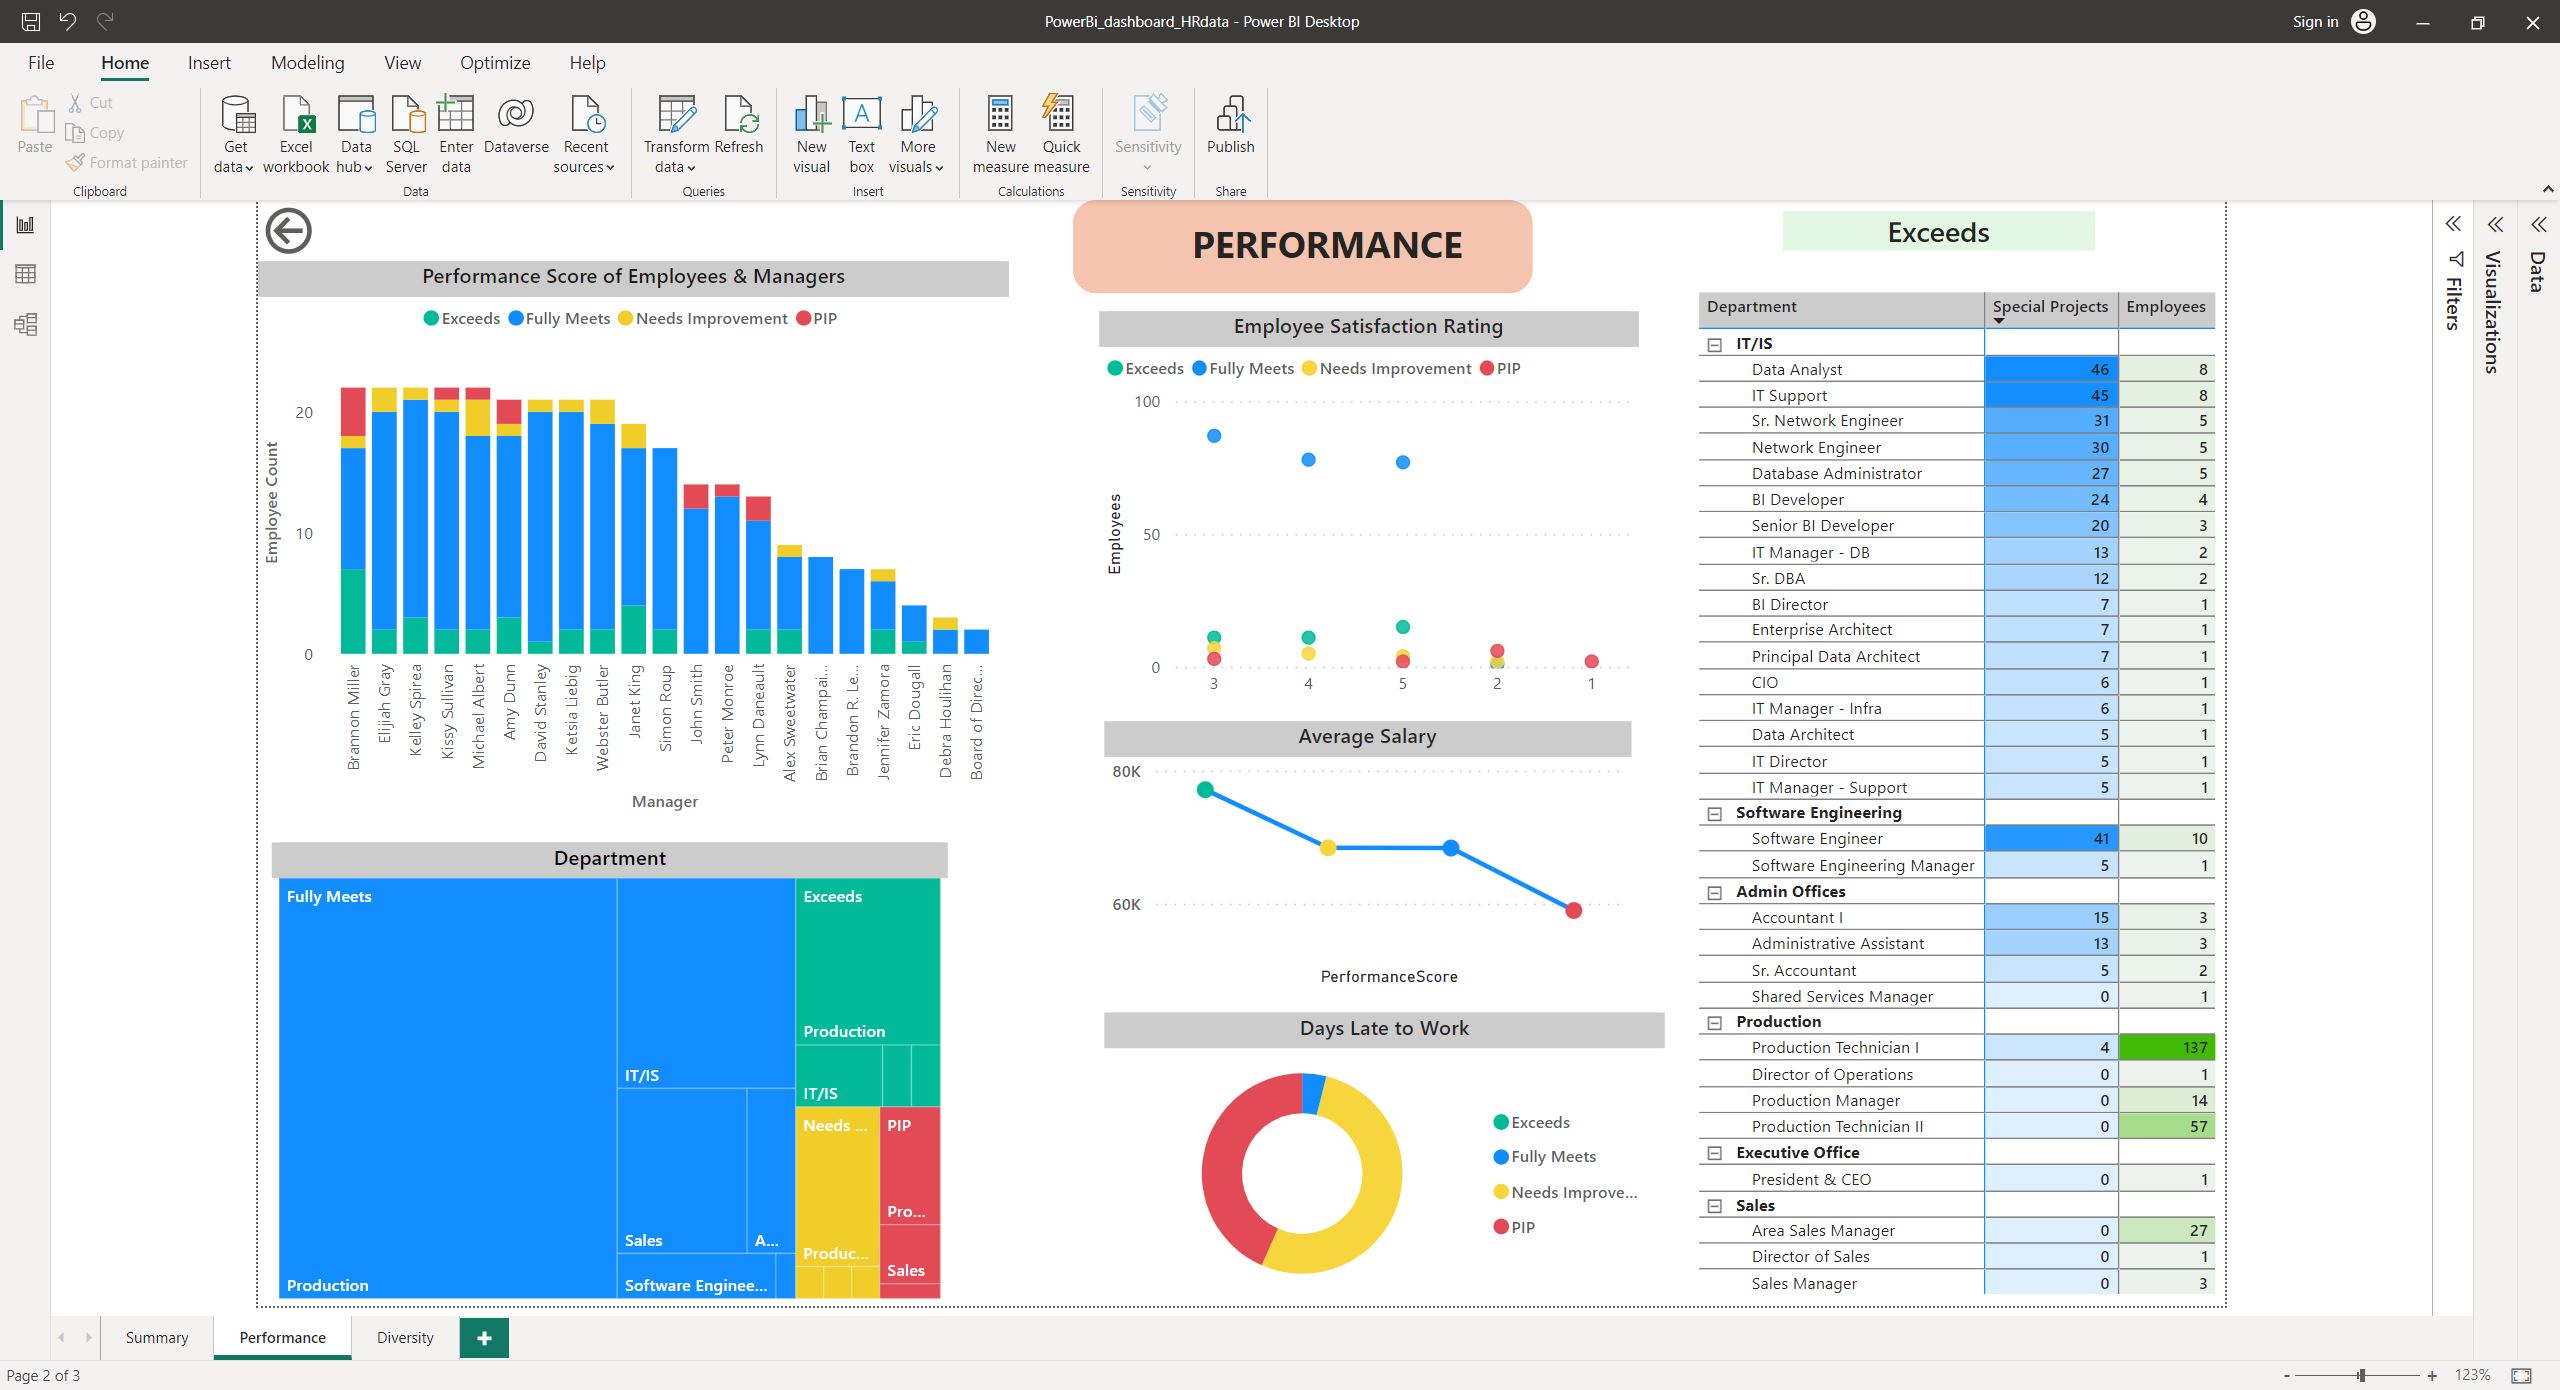 PowerBi_dashboard_HRdata - Power BI Desktop
Sign in
File Home Insert Modeling View Optimize Help
Paste
Cut
Copy
Format painter
Clipboard
Get data
Excel workbook
Data hub
SQL Server
Enter data
Dataverse
Recent sources
Data
Transform data
Refresh
Queries
New visual
Text box
More visuals
Insert
New measure
Quick measure
Calculations
Sensitivity
Sensitivity
Publish
Share
Performance Score of Employees & Managers
Exceeds Fully Meets Needs Improvement PIP
Employee Count
20
10
0
Brannon Miller
Elijiah Gray
Kelley Spirea
Kissy Sullivan
Michael Albert
Amy Dunn
David Stanley
Ketsia Liebig
Webster Butler
Janet King
Simon Roup
John Smith
Peter Monroe
Lynn Daneault
Alex Sweetwater
Brian Champai...
Brandon R. Le...
Jennifer Zamora
Eric Dougall
Debra Houlihan
Board of Direc...
Manager
Department
Fully Meets
Production
IT/IS
Sales
A...
Software Enginee...
Exceeds
Production
IT/IS
Needs ...
Produc...
PIP
Pro...
Sales
PERFORMANCE
Employee Satisfaction Rating
Exceeds Fully Meets Needs Improvement PIP
Employees
100
50
0
3 4 5 2 1
Average Salary
80K
60K
PerformanceScore
Days Late to Work
Exceeds
Fully Meets
Needs Improve...
PIP
Exceeds
Department Special Projects Employees
IT/IS
Data Analyst 46 8
IT Support 45 8
Sr. Network Engineer 31 5
Network Engineer 30 5
Database Administrator 27 5
BI Developer 24 4
Senior BI Developer 20 3
IT Manager - DB 13 2
Sr. DBA 12 2
BI Director 7 1
Enterprise Architect 7 1
Principal Data Architect 7 1
CIO 6 1
IT Manager - Infra 6 1
Data Architect 5 1
IT Director 5 1
IT Manager - Support 5 1
Software Engineering
Software Engineer 41 10
Software Engineering Manager 5 1
Admin Offices
Accountant I 15 3
Administrative Assistant 13 3
Sr. Accountant 5 2
Shared Services Manager 0 1
Production
Production Technician I 4 137
Director of Operations 0 1
Production Manager 0 14
Production Technician II 0 57
Executive Office
President & CEO 0 1
Sales
Area Sales Manager 0 27
Director of Sales 0 1
Sales Manager 0 3
Filters
Visualizations
Data
Summary Performance Diversity
Page 2 of 3
123%